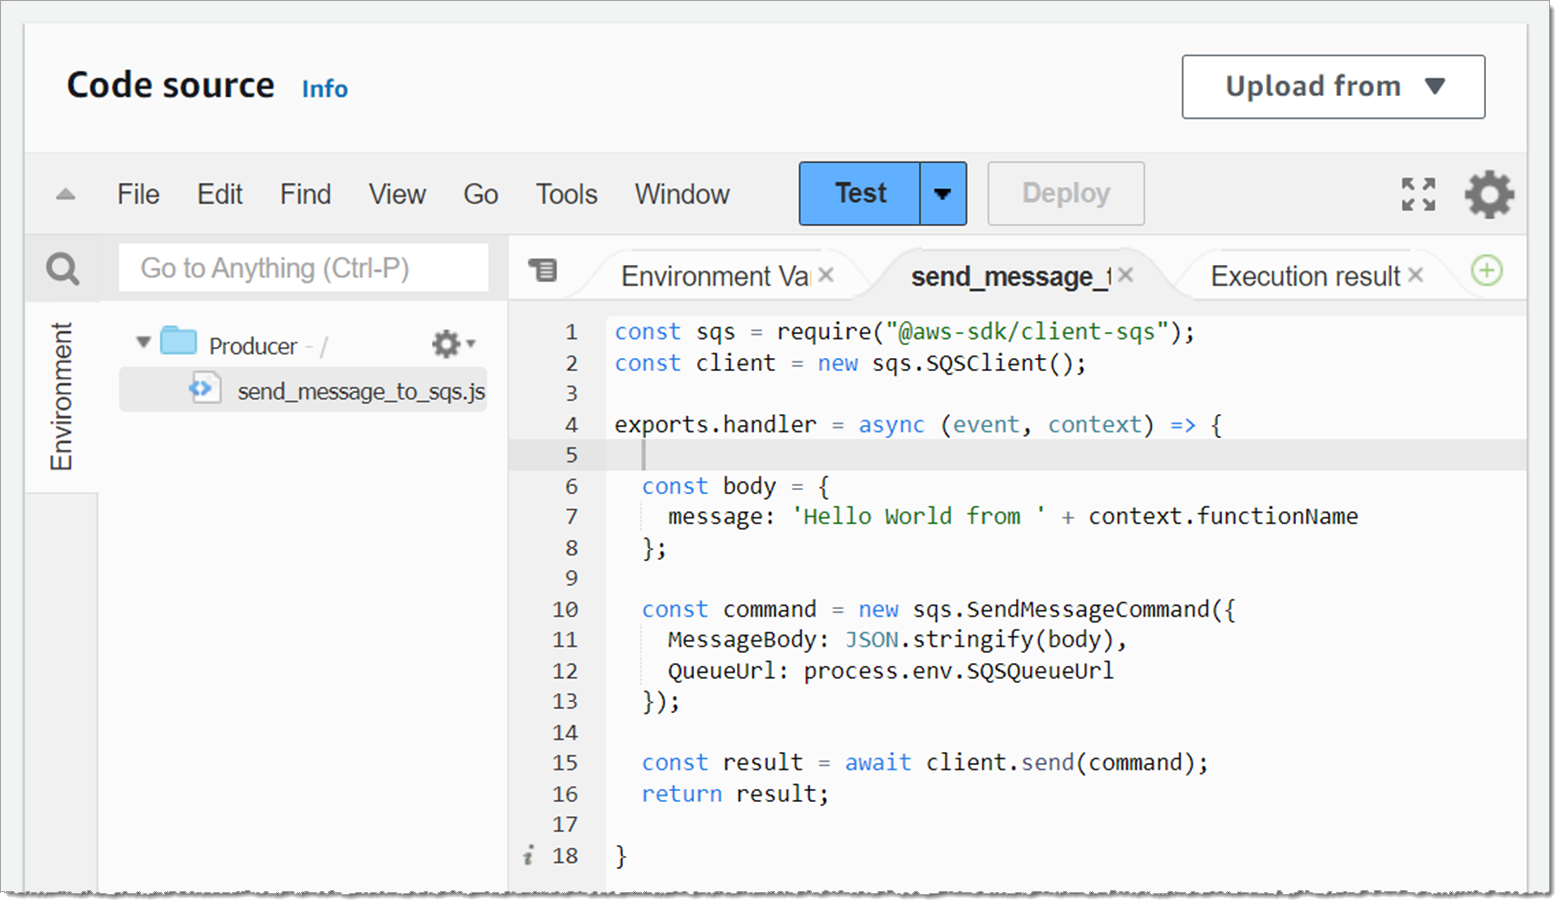 Code source Info
Upload from
File Edit Find View Go Tools Window Test Deploy
Go to Anything (Ctrl-P)
Environment
Producer - /
send_message_to_sqs.js
Environment Va send_message_t Execution result
1 const sqs = require("@aws-sdk/client-sqs");
2 const client = new sqs.SQSClient();
3
4 exports.handler = async (event, context) => {
5
6 const body = {
7 message: 'Hello World from ' + context.functionName
8 };
9
10 const command = new sqs.SendMessageCommand({
11 MessageBody: JSON.stringify(body),
12 QueueUrl: process.env.SQSQueueUrl
13 });
14
15 const result = await client.send(command);
16 return result;
17
i 18 }